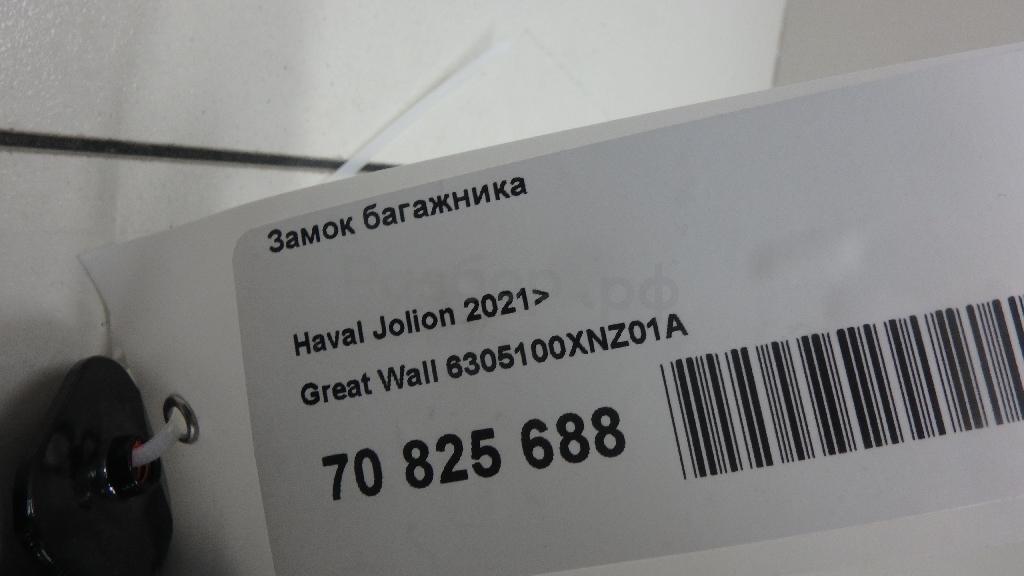 Замок багажника
Haval Jolion 2021>
Great Wall 6305100XNZ01A
70 825 688